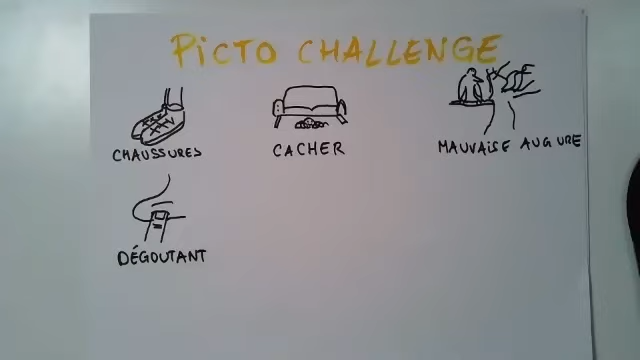 PiCTO CHALLENGE
CHAUSSURES
CACHER
MAUVAiSE AUGURE
DÉGOUTANT